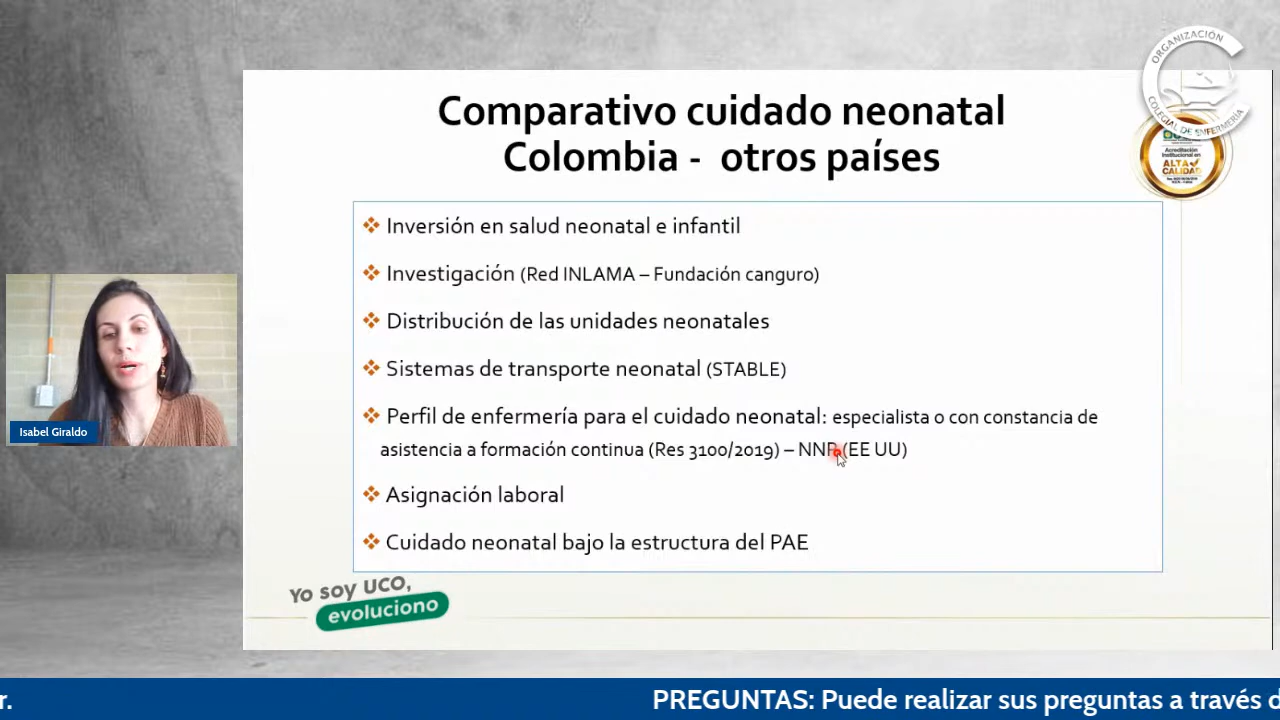 ORGANIZACIÓN
COLEGIAL DE ENFERMERÍA
Acreditación
Institucional en
ALTA
CALIDAD
Comparativo cuidado neonatal
Colombia - otros países
❖ Inversión en salud neonatal e infantil
❖ Investigación (Red INLAMA – Fundación canguro)
❖ Distribución de las unidades neonatales
❖ Sistemas de transporte neonatal (STABLE)
❖ Perfil de enfermería para el cuidado neonatal: especialista o con constancia de
asistencia a formación continua (Res 3100/2019) – NNP (EE UU)
❖ Asignación laboral
❖ Cuidado neonatal bajo la estructura del PAE
Isabel Giraldo
Yo soy UCO,
evoluciono
r. PREGUNTAS: Puede realizar sus preguntas a través d